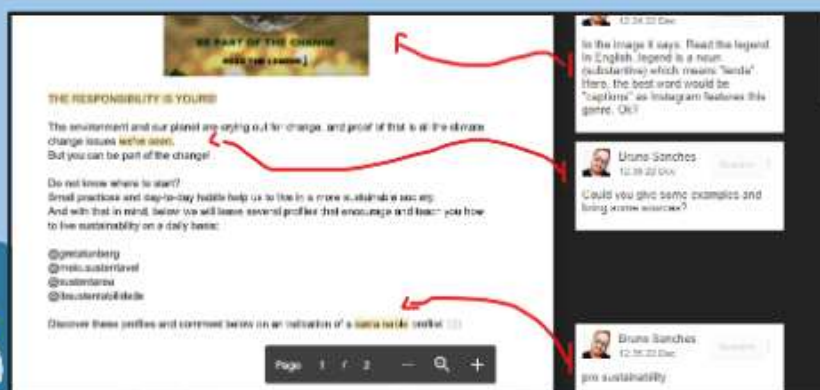 BE PART OF THE CHANGE
READ THE LEGEND
THE RESPONSIBILITY IS YOURS!
The environment and our planet are crying out for change, and proof of that is all the climate
change issues we've seen.
But you can be part of the change!
Do not know where to start?
Small practices and day-to-day habits help us to live in a more sustainable society.
And with that in mind, below we will leave several profiles that encourage and teach you how
to live sustainability on a daily basis:
@gretatunberg
@meio.sustentavel
@sustentarea
Discover these profiles and comment below on an indication of a sustainable profile!
Page 1 / 2 − +
12:34 22 Dec
In the image it says: Read the legend.
In English, legend is a noun
(substantive) which means "lenda"
Here, the best word would be
"captions" as Instagram features this
genre. Ok?
Bruno Sanches
12:36 22 Dec
Could you give some examples and
bring some sources?
Bruno Sanches
12:35 22 Dec
pro sustainability